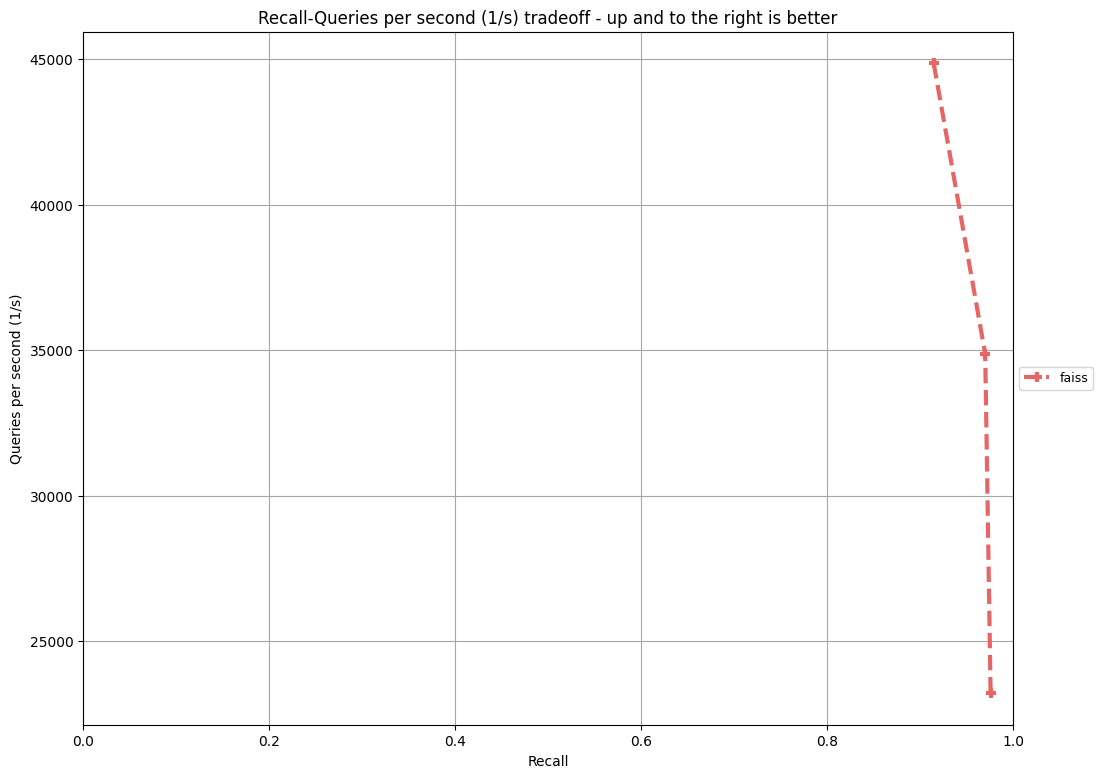 Recall-Queries per second (1/s) tradeoff - up and to the right is better
45000
40000
35000
30000
25000
Queries per second (1/s)
faiss
0.0 0.2 0.4 0.6 0.8 1.0
Recall